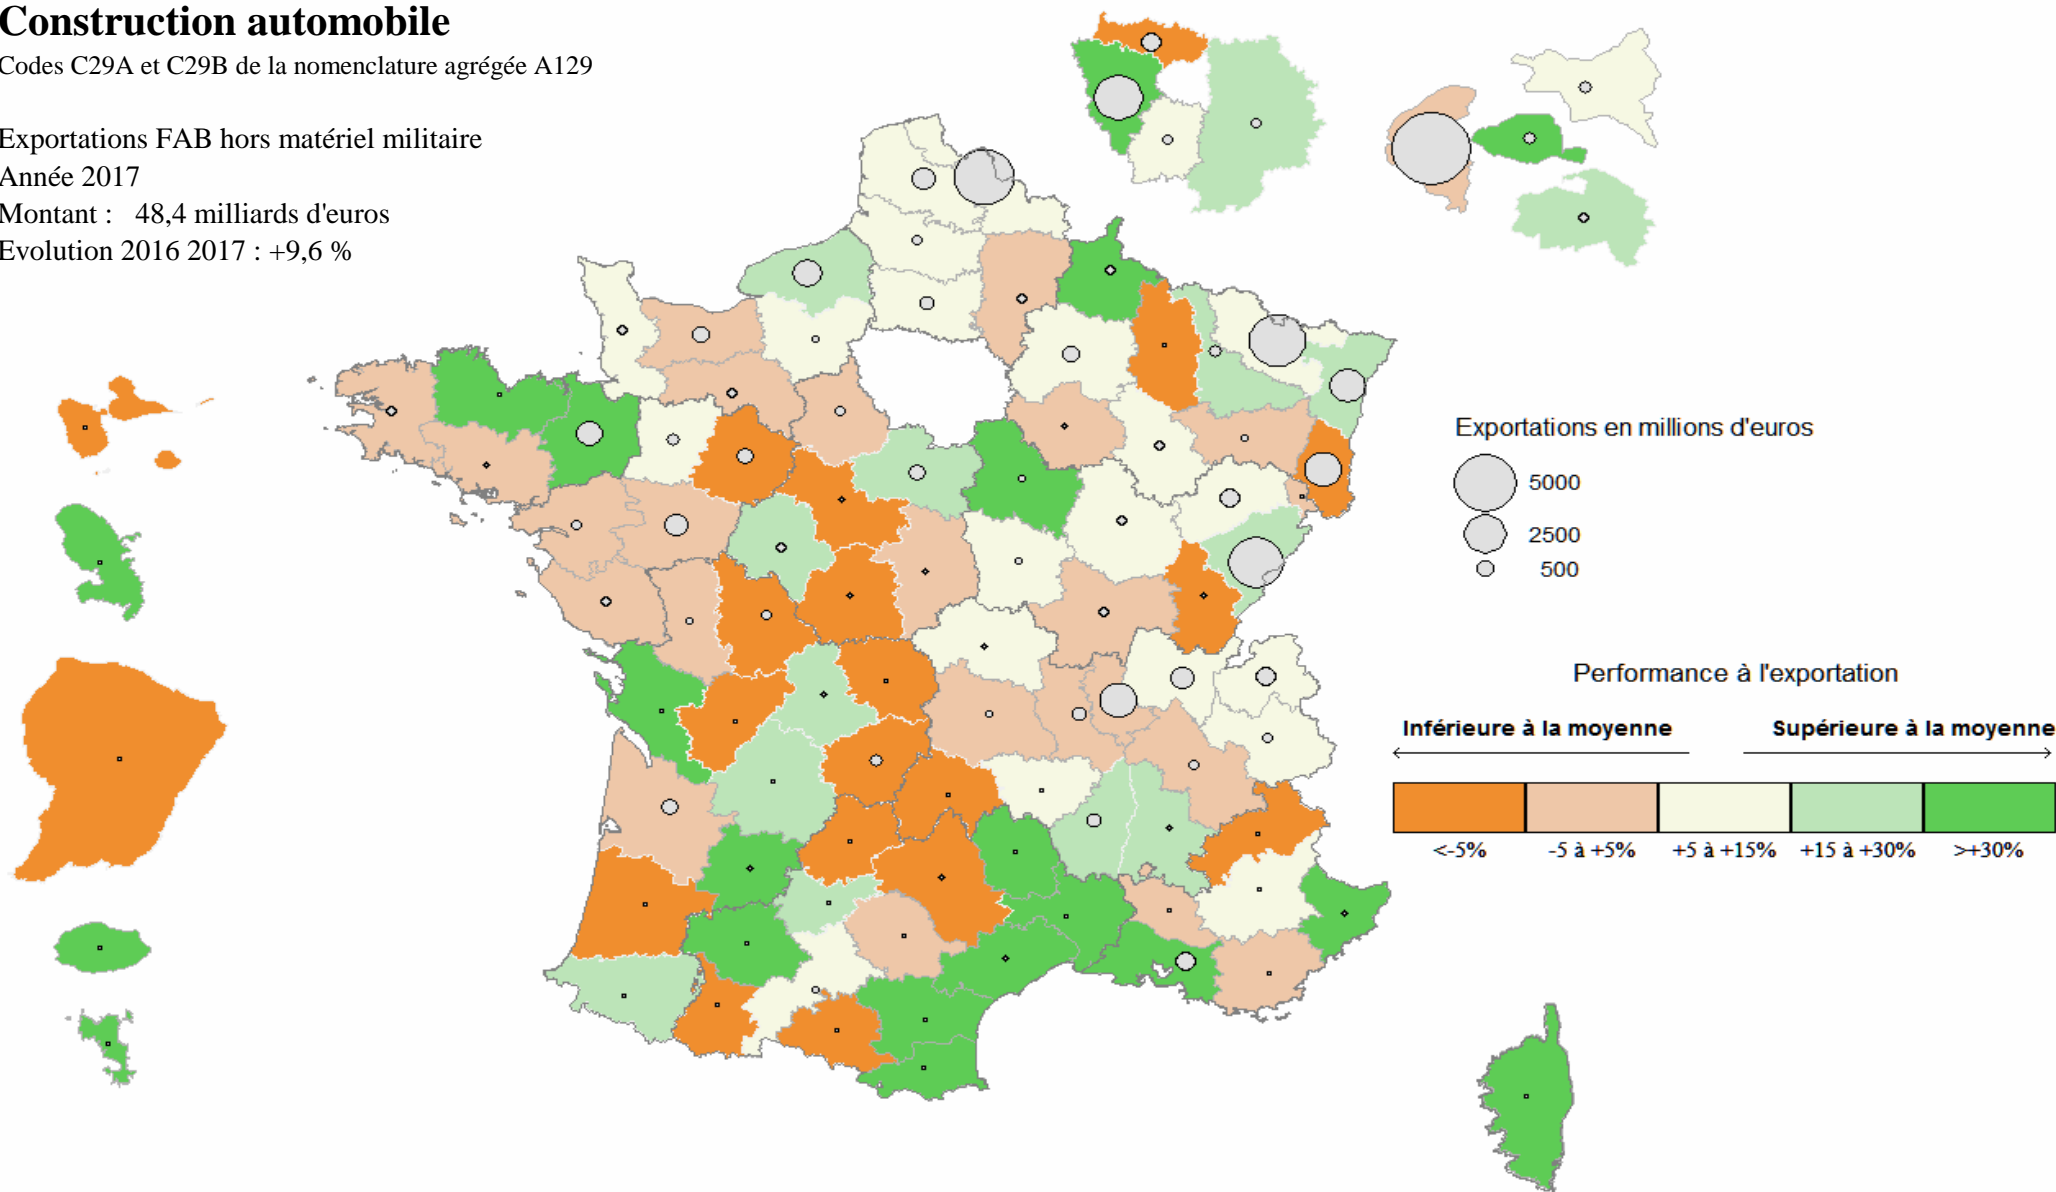 Construction automobile
Codes C29A et C29B de la nomenclature agrégée A129
Exportations FAB hors matériel militaire
Année 2017
Montant : 48,4 milliards d'euros
Evolution 2016 2017 : +9,6 %
Exportations en millions d'euros
5000
2500
500
Performance à l'exportation
Inférieure à la moyenne Supérieure à la moyenne
<-5% -5 à +5% +5 à +15% +15 à +30% >+30%